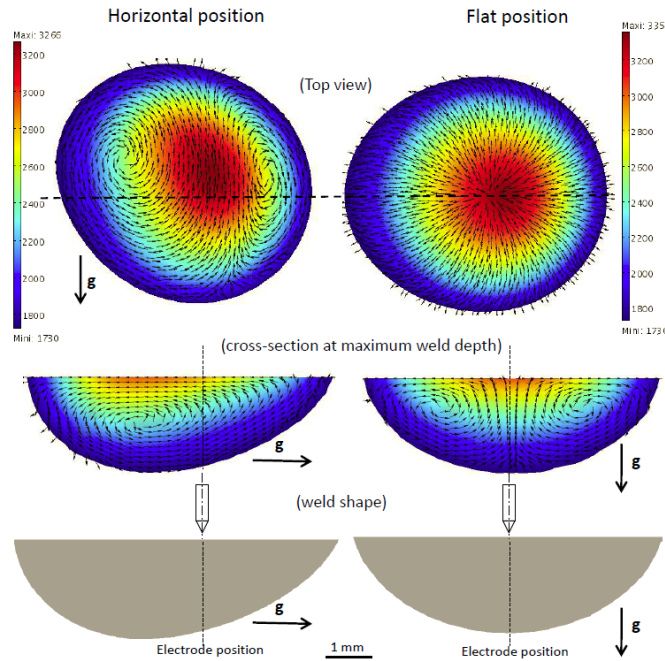 Horizontal position
Flat position
Maxi: 3266
3200
3000
2800
2600
2400
2200
2000
1800
Mini: 1730
(Top view)
g
Maxi: 335
3200
3000
2800
2600
2400
2200
2000
1800
Mini: 1730
(cross-section at maximum weld depth)
g
g
(weld shape)
g
g
Electrode position
1 mm
Electrode position